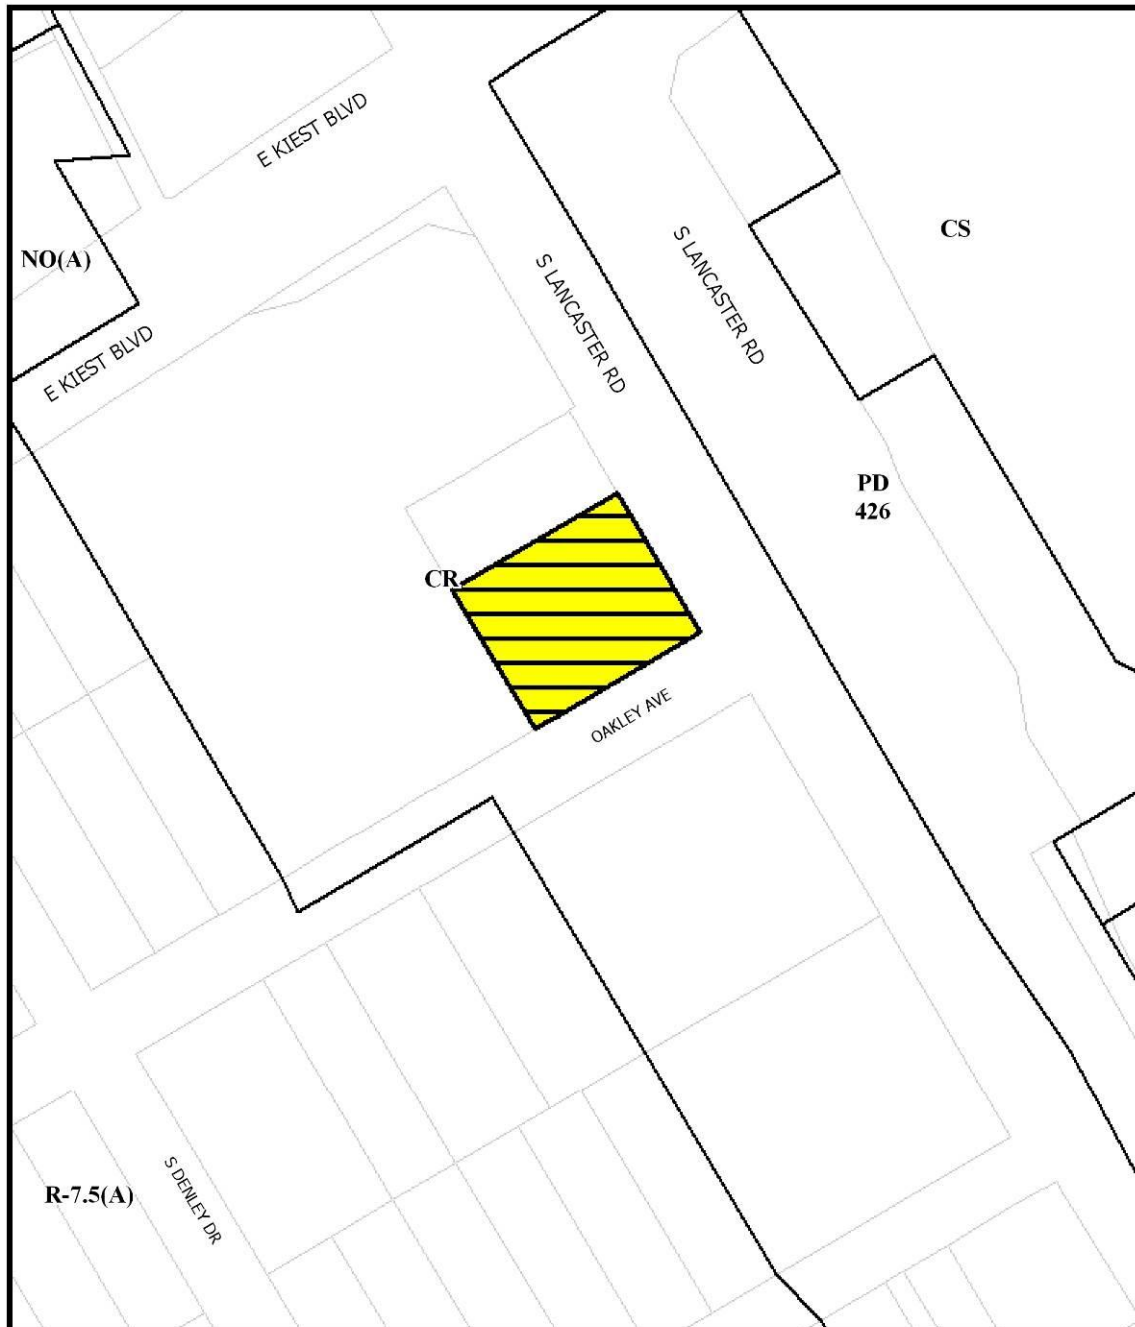 E KIEST BLVD
CS
NO(A)
S LANCASTER RD
S LANCASTER RD
E KIEST BLVD
PD
426
CR
OAKLEY AVE
R-7.5(A)
S DENLEY DR